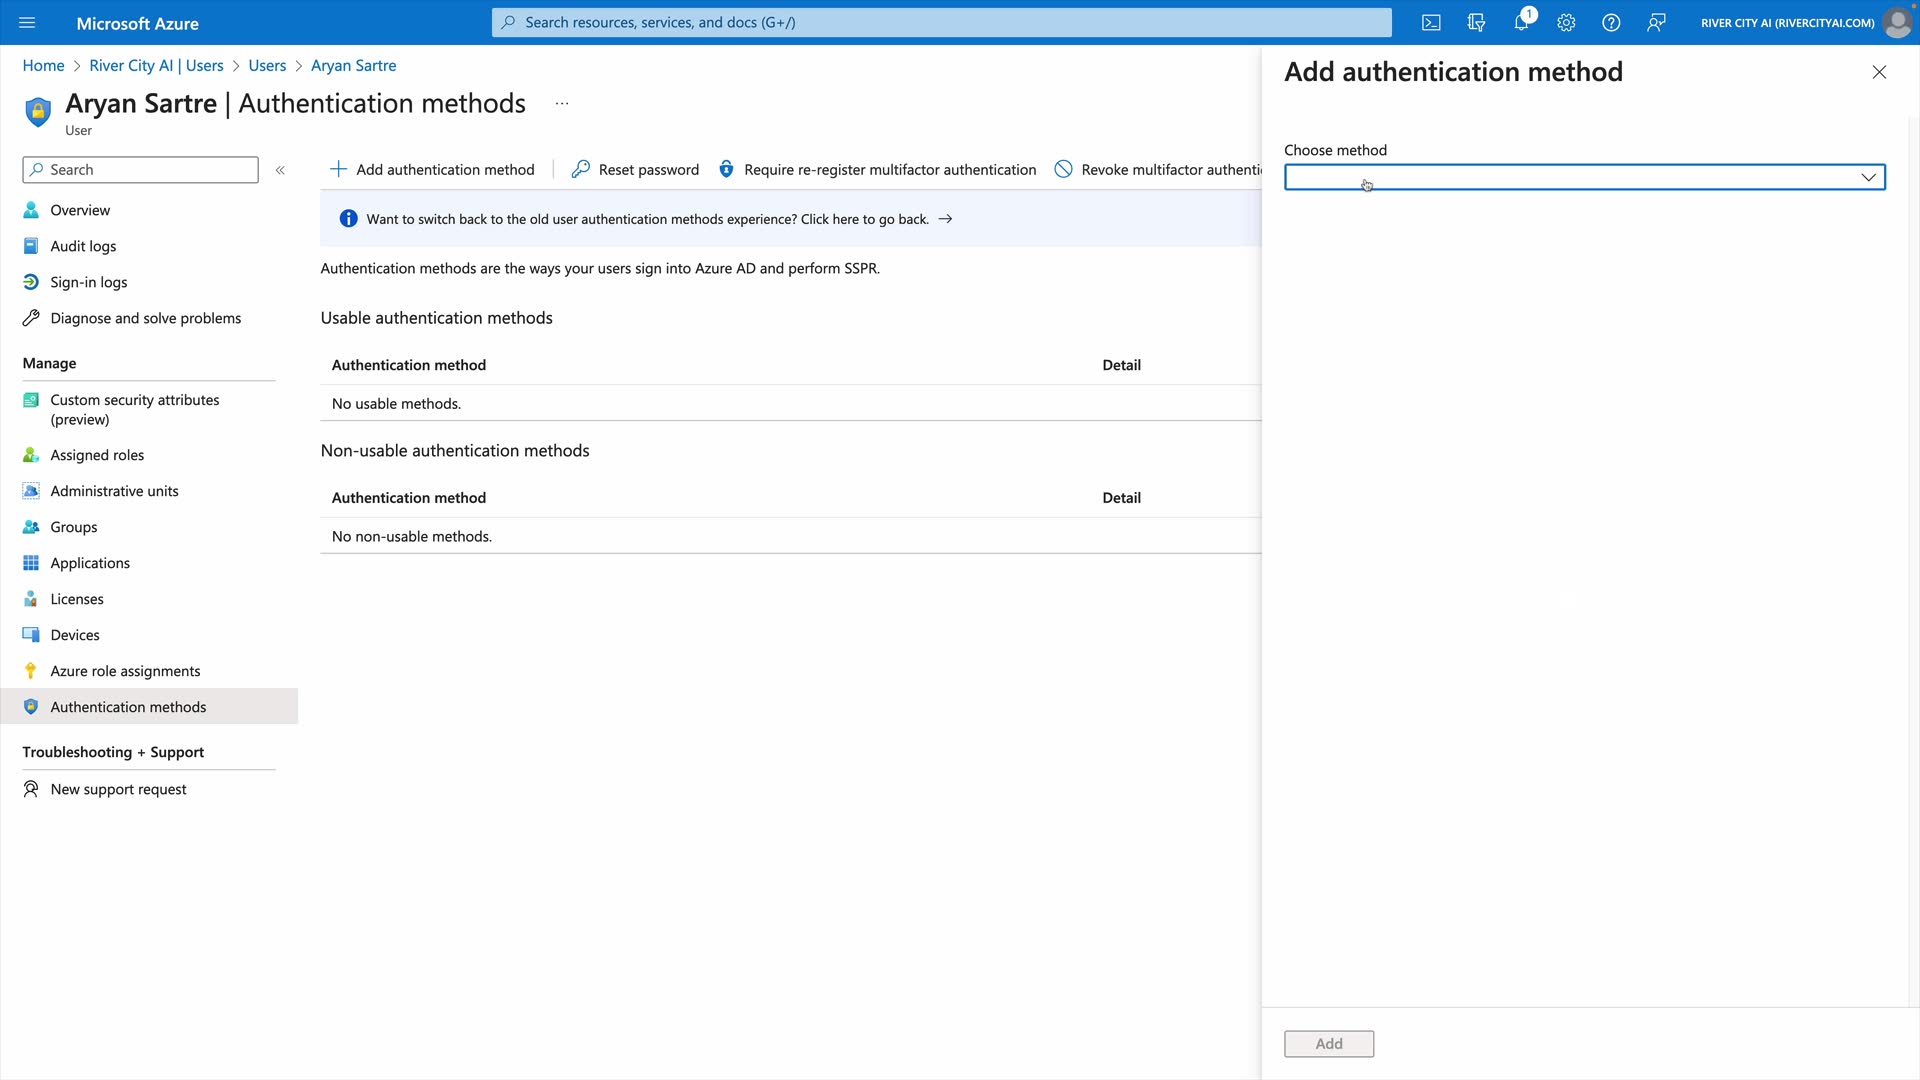 Microsoft Azure
Search resources, services, and docs (G+/)
1
RIVER CITY AI (RIVERCITYAI.COM)
Home > River City AI | Users > Users > Aryan Sartre
Aryan Sartre | Authentication methods ...
User
Search
«
Overview
Audit logs
Sign-in logs
Diagnose and solve problems
Manage
Custom security attributes
(preview)
Assigned roles
Administrative units
Groups
Applications
Licenses
Devices
Azure role assignments
Authentication methods
Troubleshooting + Support
New support request
Add authentication method
Reset password
Require re-register multifactor authentication
Revoke multifactor authenti
Want to switch back to the old user authentication methods experience? Click here to go back. →
Authentication methods are the ways your users sign into Azure AD and perform SSPR.
Usable authentication methods
Authentication method Detail
No usable methods.
Non-usable authentication methods
Authentication method Detail
No non-usable methods.
Add authentication method
Choose method
Add